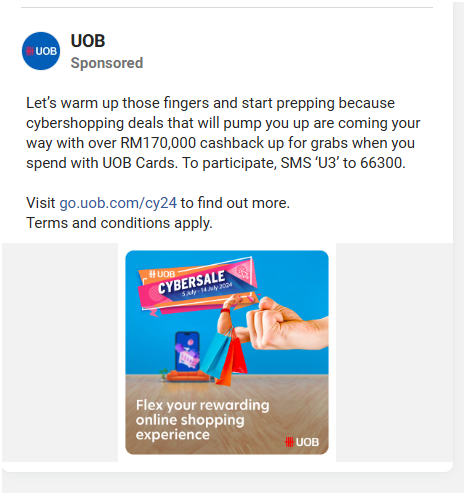 UOB
UOB
Sponsored
Let's warm up those fingers and start prepping because
cybershopping deals that will pump you up are coming your
way with over RM170,000 cashback up for grabs when you
spend with UOB Cards. To participate, SMS ‘U3’ to 66300.
Visit go.uob.com/cy24 to find out more.
Terms and conditions apply.
UOB
CYBERSALE
5 July - 14 July 2024
Flex your rewarding
online shopping
experience
UOB